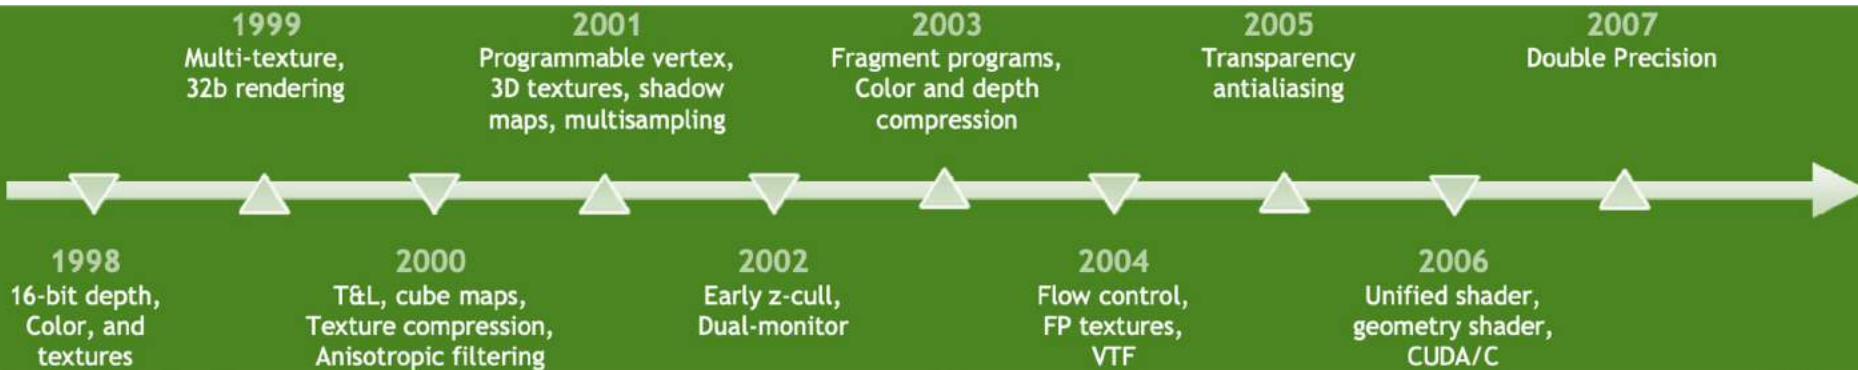 1999
Multi-texture,
32b rendering
2001
Programmable vertex,
3D textures, shadow
maps, multisampling
2003
Fragment programs,
Color and depth
compression
2005
Transparency
antialiasing
2007
Double Precision
1998
16-bit depth,
Color, and
textures
2000
T&L, cube maps,
Texture compression,
Anisotropic filtering
2002
Early z-cull,
Dual-monitor
2004
Flow control,
FP textures,
VTF
2006
Unified shader,
geometry shader,
CUDA/C